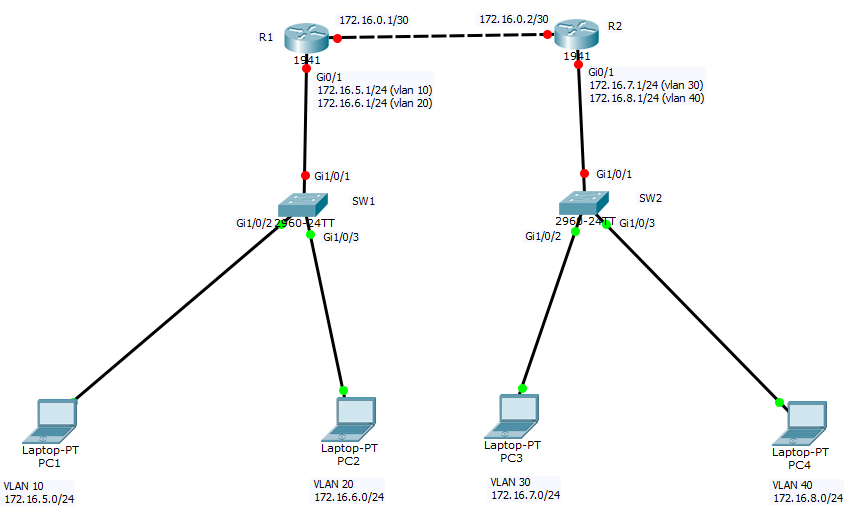 172.16.0.1/30
172.16.0.2/30
R1
R2
1941
1941
Gi0/1
172.16.5.1/24 (vlan 10)
172.16.6.1/24 (vlan 20)
Gi0/1
172.16.7.1/24 (vlan 30)
172.16.8.1/24 (vlan 40)
Gi1/0/1
Gi1/0/1
SW1
SW2
Gi1/0/2
2960-24TT
Gi1/0/3
Gi1/0/2
2960-24TT
Gi1/0/3
Laptop-PT
PC1
Laptop-PT
PC2
Laptop-PT
PC3
Laptop-PT
PC4
VLAN 10
172.16.5.0/24
VLAN 20
172.16.6.0/24
VLAN 30
172.16.7.0/24
VLAN 40
172.16.8.0/24